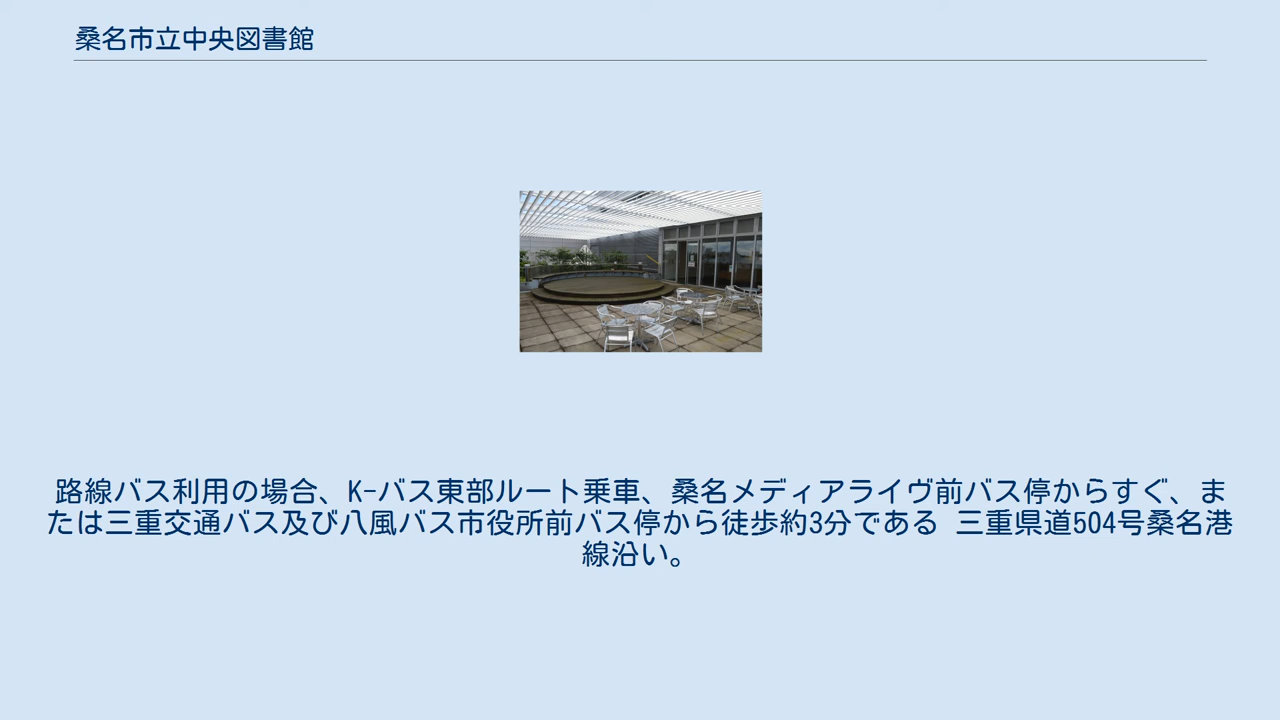 桑名市立中央図書館
路線バス利用の場合、K-バス東部ルート乗車、桑名メディアライヴ前バス停からすぐ、ま
たは三重交通バス及び八風バス市役所前バス停から徒歩約3分である 三重県道504号桑名港
線沿い。